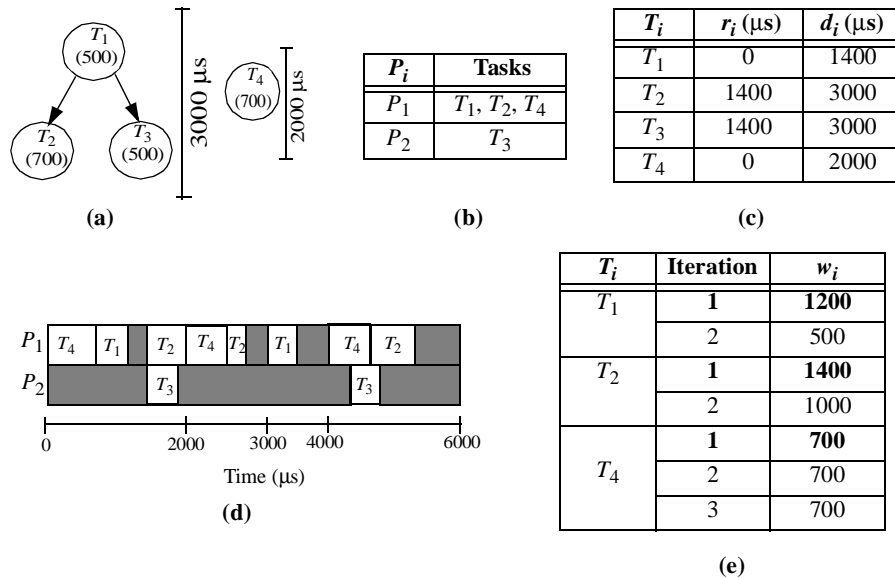 T1
(500)
T2
(700)
T3
(500)
3000 µs
T4
(700)
2000 µs
(a)
Pi Tasks
P1 T1, T2, T4
P2 T3
(b)
Ti ri (µs) di (µs)
T1 0 1400
T2 1400 3000
T3 1400 3000
T4 0 2000
(c)
P1 T4 T1 T2 T4 T2 T1 T4 T2
P2 T3 T3
0 2000 3000 4000 6000
Time (µs)
(d)
Ti Iteration wi
T1 1 1200
2 500
T2 1 1400
2 1000
T4 1 700
2 700
3 700
(e)